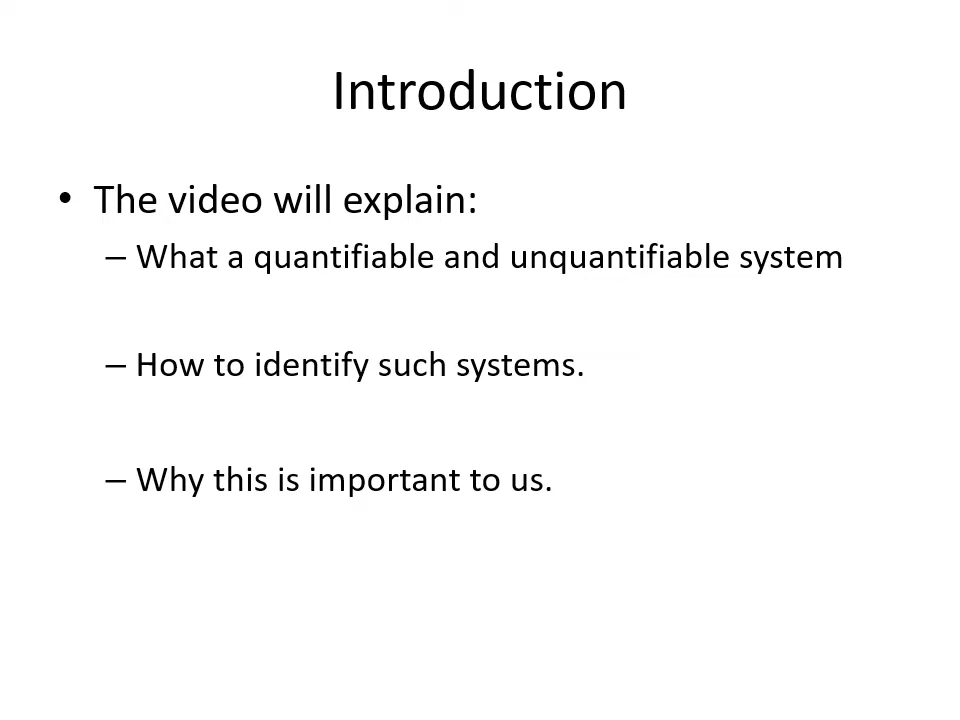 Introduction
• The video will explain:
– What a quantifiable and unquantifiable system
– How to identify such systems.
– Why this is important to us.